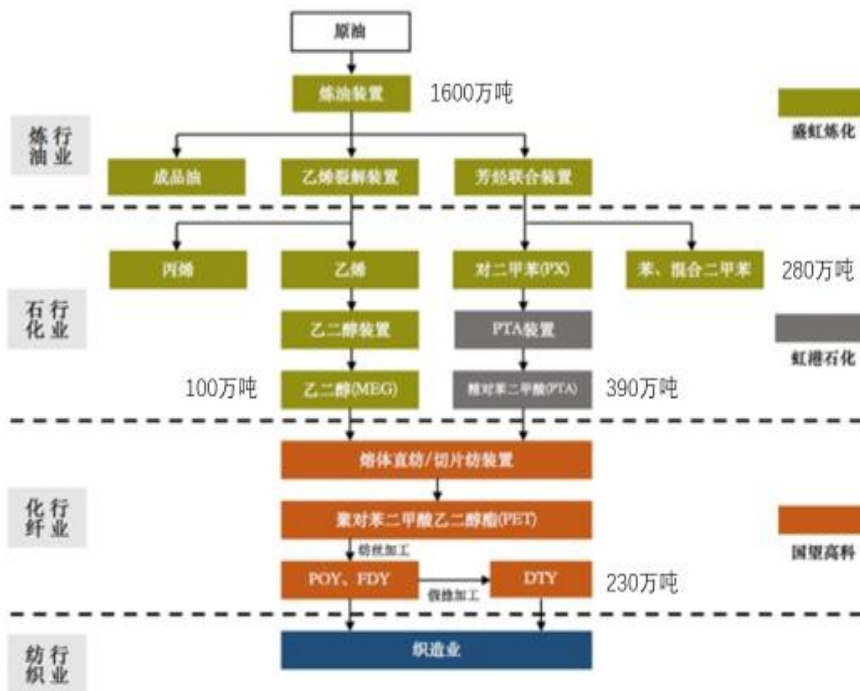 原油
炼油装置
1600万吨
盛虹炼化
炼行
油业
成品油
乙烯裂解装置
芳烃联合装置
丙烯
乙烯
对二甲苯(PX)
苯、混合二甲苯
280万吨
石行
化业
乙二醇装置
PTA装置
虹港石化
100万吨
乙二醇(MEG)
精对苯二甲酸(PTA)
390万吨
熔体直纺/切片纺装置
化行
纤业
聚对苯二甲酸乙二醇酯(PET)
纺丝加工
国望高科
POY、FDY
假捻加工
DTY
230万吨
纺行
织业
织造业